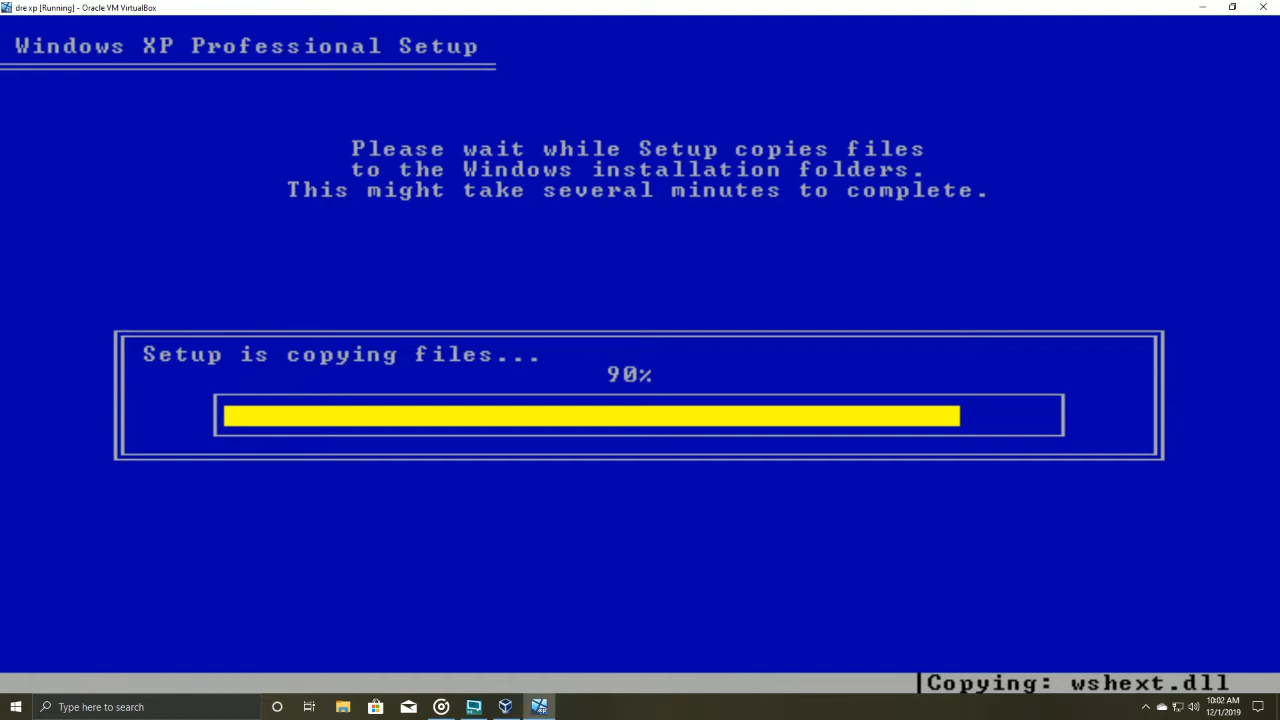 dre xp [Running] - Oracle VM VirtualBox
Windows XP Professional Setup
Please wait while Setup copies files
to the Windows installation folders.
This might take several minutes to complete.
Setup is copying files...
90%
Copying: wshext.dll
Type here to search
10:02 AM
12/1/2019